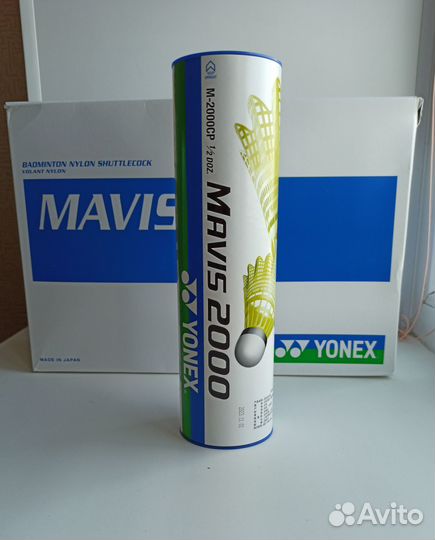 BADMINTON NYLON SHUTTLECOCK
VOLANT NYLON
MAVIS
MADE IN JAPAN
YONEX
M-2000CP 1/2 DOZ.
MAVIS 2000
YONEX
Avito